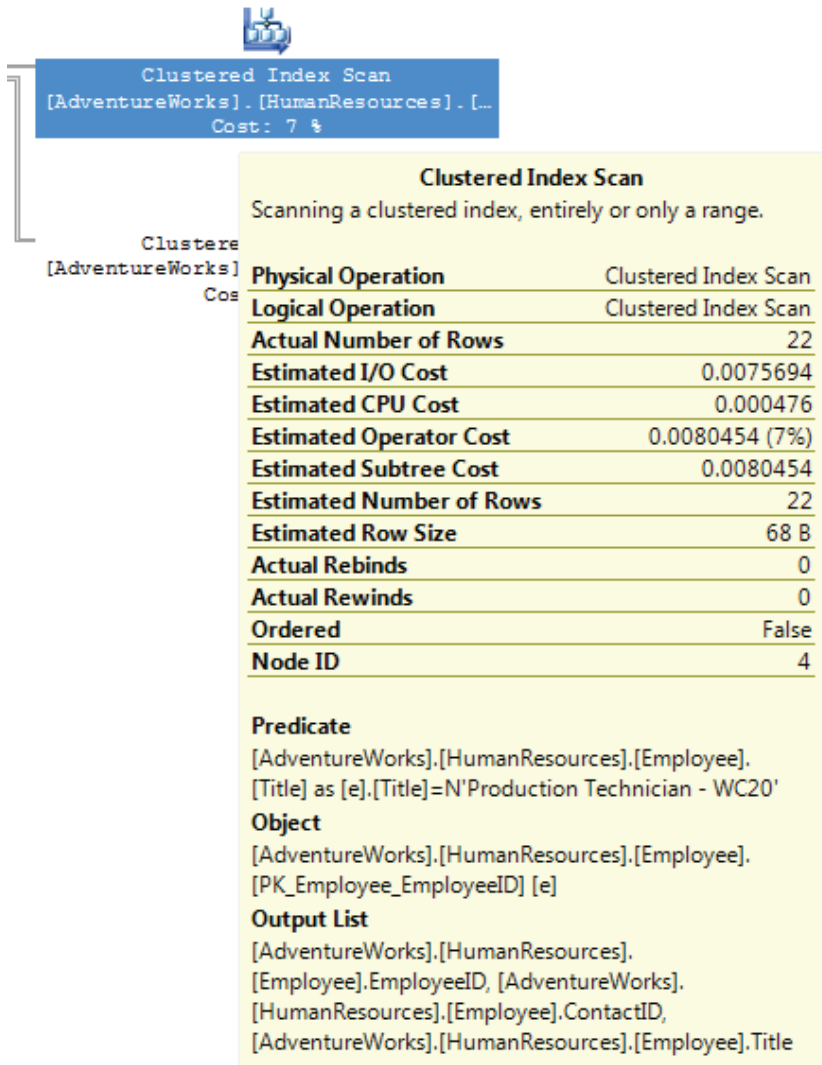 Clustered Index Scan
[AdventureWorks].[HumanResources].[…
Cost: 7 %
Clustere
[AdventureWorks]
Cos
Clustered Index Scan
Scanning a clustered index, entirely or only a range.
Physical Operation Clustered Index Scan
Logical Operation Clustered Index Scan
Actual Number of Rows 22
Estimated I/O Cost 0.0075694
Estimated CPU Cost 0.000476
Estimated Operator Cost 0.0080454 (7%)
Estimated Subtree Cost 0.0080454
Estimated Number of Rows 22
Estimated Row Size 68 B
Actual Rebinds 0
Actual Rewinds 0
Ordered False
Node ID 4
Predicate
[AdventureWorks].[HumanResources].[Employee].
[Title] as [e].[Title]=N'Production Technician - WC20'
Object
[AdventureWorks].[HumanResources].[Employee].
[PK_Employee_EmployeeID] [e]
Output List
[AdventureWorks].[HumanResources].
[Employee].EmployeeID, [AdventureWorks].
[HumanResources].[Employee].ContactID,
[AdventureWorks].[HumanResources].[Employee].Title